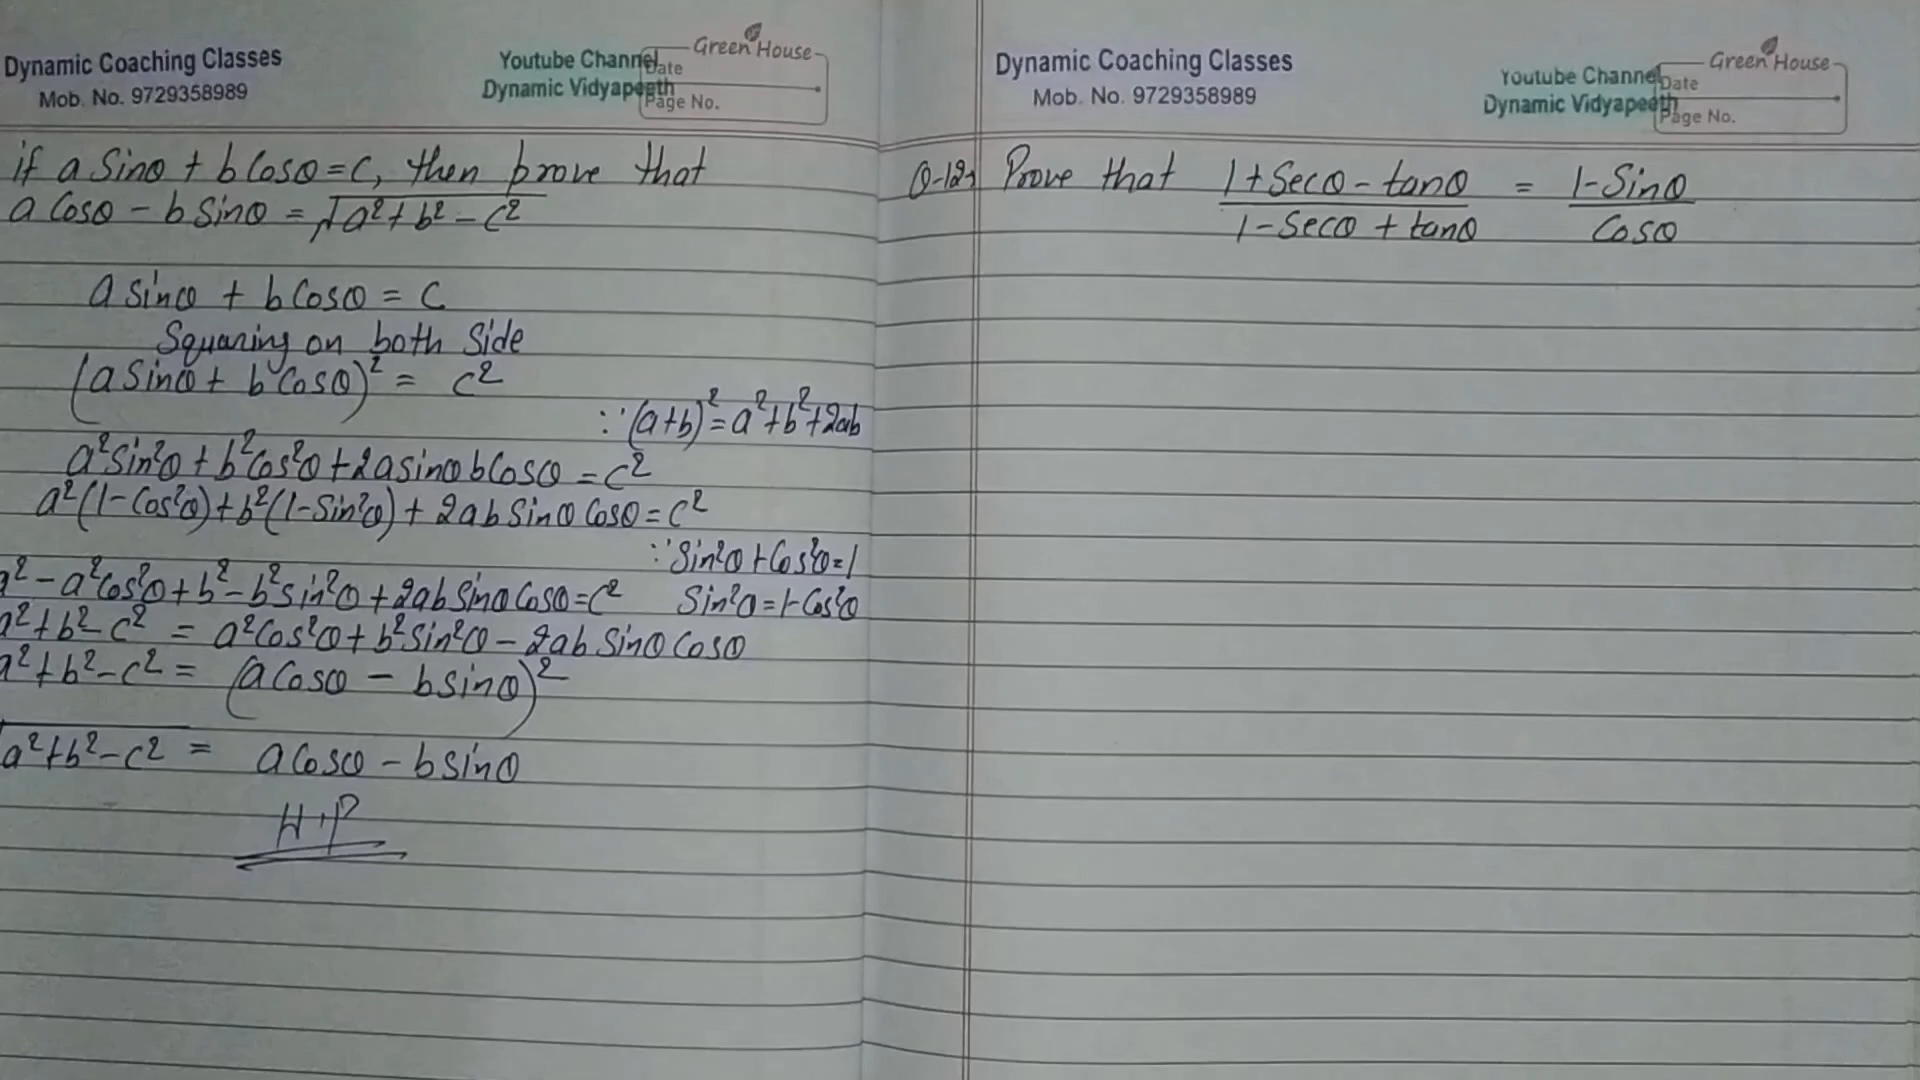 Dynamic Coaching Classes
Mob. No. 9729358989
Youtube Channel
Dynamic Vidyapeeth
Green House
Date
Page No.
if a Sinθ + b Cosθ = C, then prove that
a Cosθ - b Sinθ = √a² + b² - c²
a sinθ + b Cosθ = C
Squaring on both Side
(a Sinθ + b Cosθ)² = c²
∵ (a+b)² = a²+b²+2ab
a²sin²θ + b²cos²θ + 2a sinθ b Cosθ = c²
a²(1-Cos²θ) + b²(1-Sin²θ) + 2ab Sinθ Cosθ = c²
∵ Sin²θ + Cos²θ = 1
a² - a²cos²θ + b² - b²sin²θ + 2ab Sinθ Cosθ = c²
Sin²θ = 1-Cos²θ
a² + b² - c² = a²Cos²θ + b²Sin²θ - 2ab Sinθ Cosθ
a² + b² - c² = (a Cosθ - b sinθ)²
√a² + b² - c² = a Cosθ - b sinθ
H.P
Dynamic Coaching Classes
Mob. No. 9729358989
Youtube Channel
Dynamic Vidyapeeth
Green House
Date
Page No.
Q-12 Prove that 1 + Secθ - tanθ / 1 - Secθ + tanθ = 1 - Sinθ / Cosθ